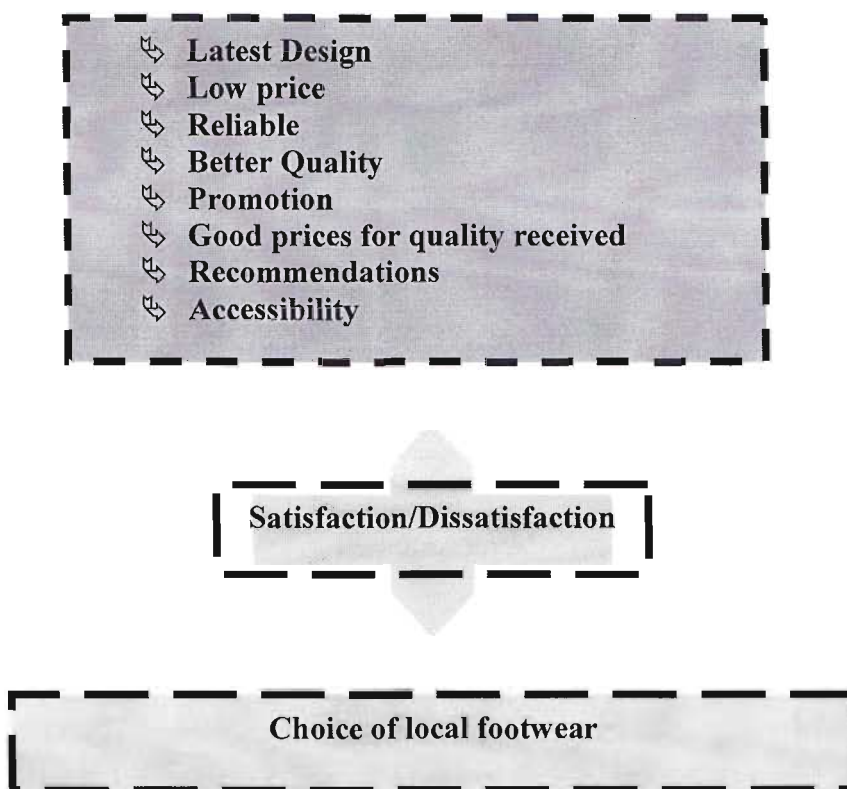 Latest Design
Low price
Reliable
Better Quality
Promotion
Good prices for quality received
Recommendations
Accessibility
Satisfaction/Dissatisfaction
Choice of local footwear